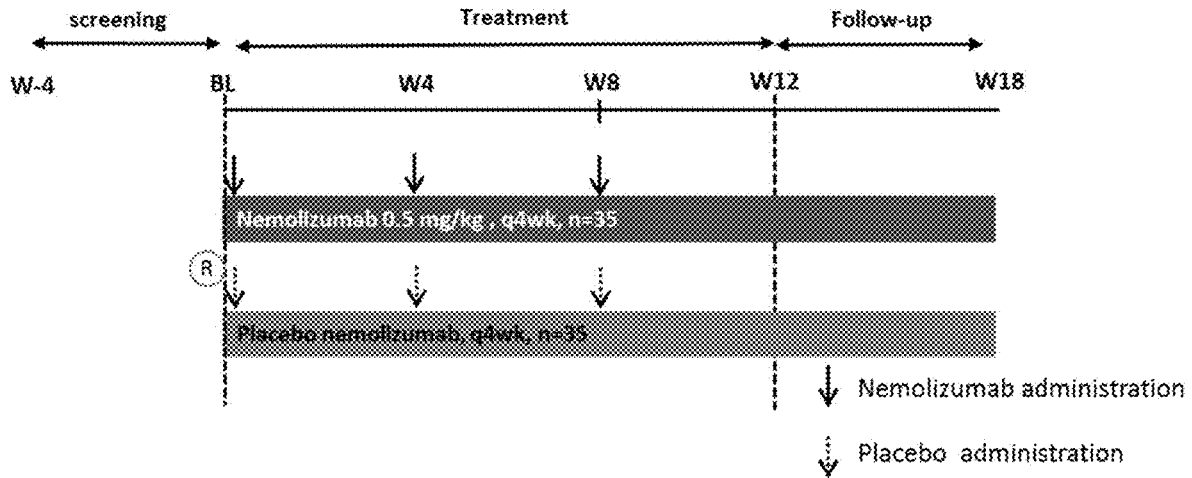 screening Treatment Follow-up
W-4 BL W4 W8 W12 W18
Nemolizumab 0.5 mg/kg , q4wk, n=35
R
Placebo nemolizumab, q4wk, n=35
Nemolizumab administration
Placebo administration